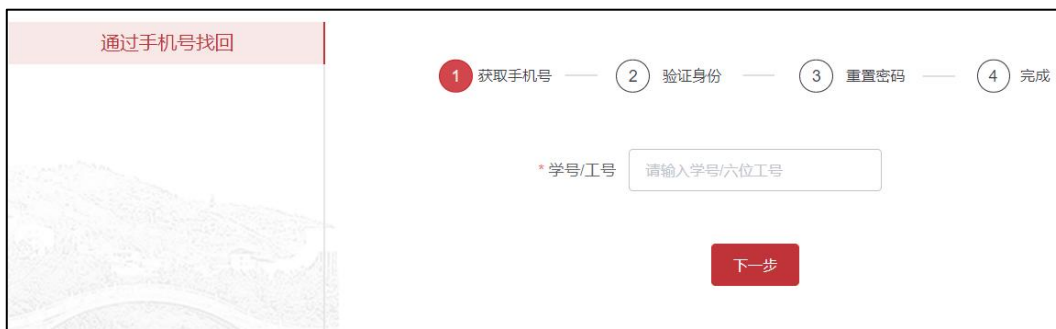 通过手机号找回
1 获取手机号 2 验证身份 3 重置密码 4 完成
* 学号/工号 请输入学号/六位工号
下一步